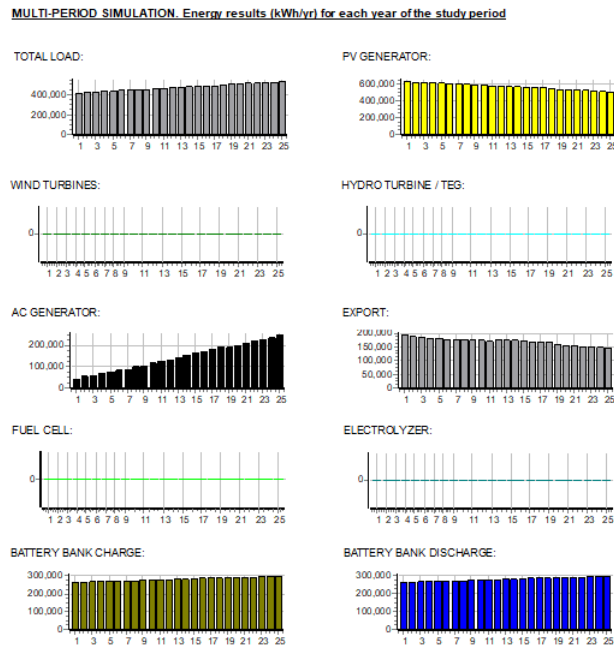 MULTI-PERIOD SIMULATION. Energy results (kWh/yr) for each year of the study period
TOTAL LOAD:
400,000
200,000
0
1 3 5 7 9 11 13 15 17 19 21 23 25
PV GENERATOR:
600,000
400,000
200,000
0
1 3 5 7 9 11 13 15 17 19 21 23 25
WIND TURBINES:
0
1 2 3 4 5 6 7 8 9 11 13 15 17 19 21 23 25
HYDRO TURBINE / TEG:
0
1 2 3 4 5 6 7 8 9 11 13 15 17 19 21 23 25
AC GENERATOR:
200,000
100,000
0
1 3 5 7 9 11 13 15 17 19 21 23 25
EXPORT:
200,000
150,000
100,000
50,000
0
1 3 5 7 9 11 13 15 17 19 21 23 25
FUEL CELL:
0
1 2 3 4 5 6 7 8 9 11 13 15 17 19 21 23 25
ELECTROLYZER:
0
1 2 3 4 5 6 7 8 9 11 13 15 17 19 21 23 25
BATTERY BANK CHARGE:
300,000
200,000
100,000
0
1 3 5 7 9 11 13 15 17 19 21 23 25
BATTERY BANK DISCHARGE:
300,000
200,000
100,000
0
1 3 5 7 9 11 13 15 17 19 21 23 25